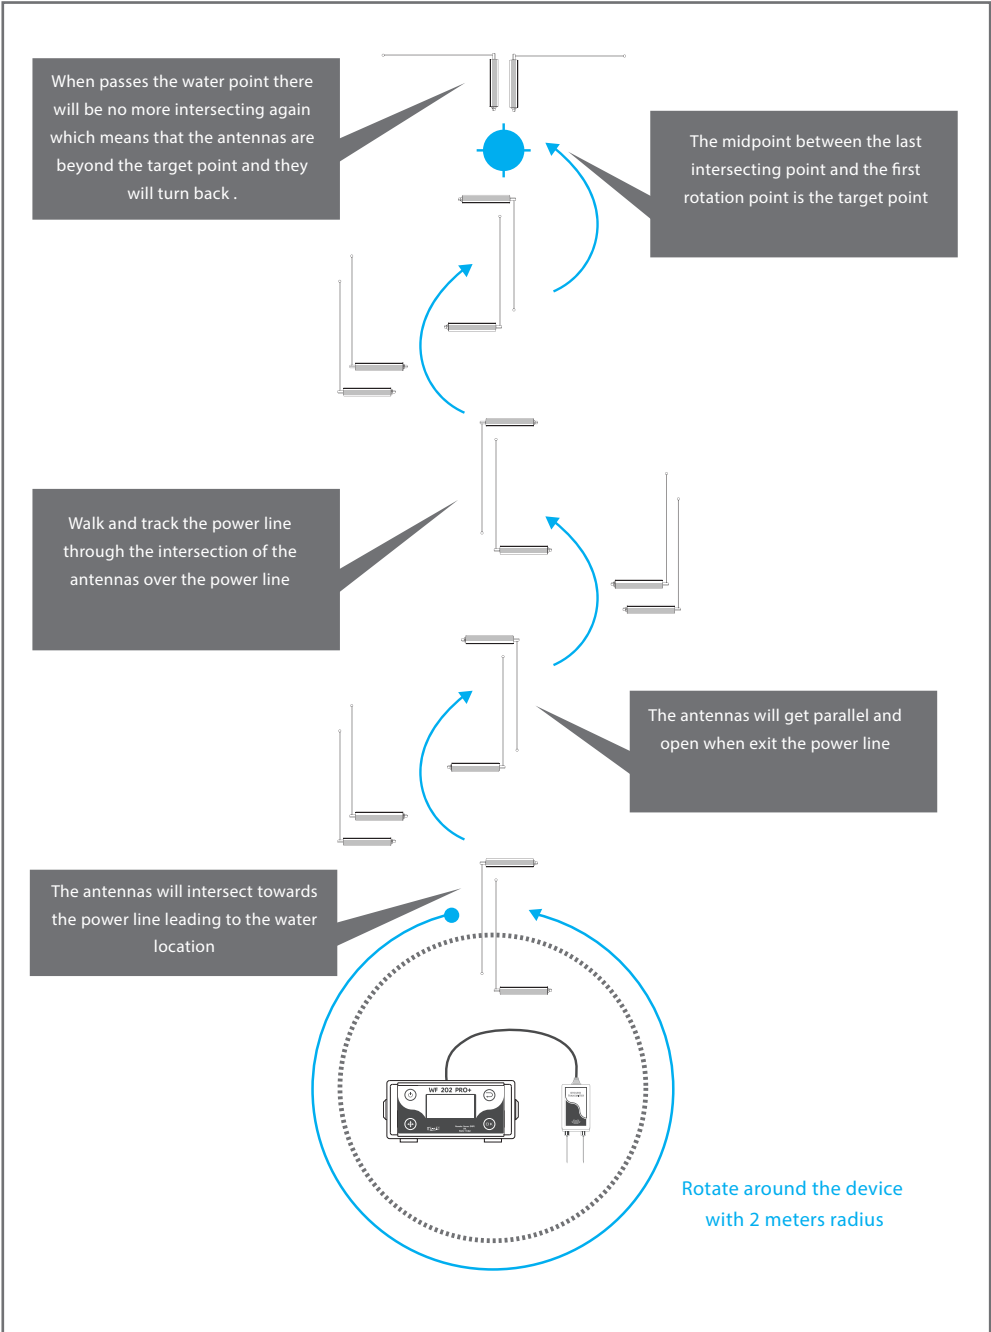 When passes the water point there
will be no more intersecting again
which means that the antennas are
beyond the target point and they
will turn back .
The midpoint between the last
intersecting point and the first
rotation point is the target point
Walk and track the power line
through the intersection of the
antennas over the power line
The antennas will get parallel and
open when exit the power line
The antennas will intersect towards
the power line leading to the water
location
WF 202 PRO+
OK
Rotate around the device
with 2 meters radius